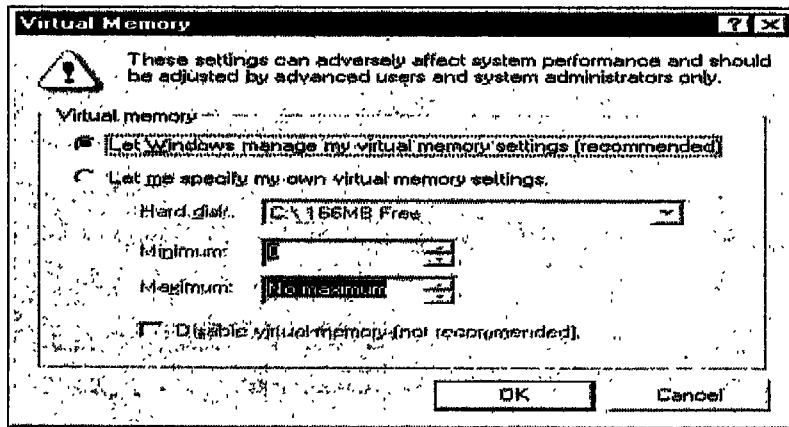 Virtual Memory
These settings can adversely affect system performance and should
be adjusted by advanced users and system administrators only.
Virtual memory
Let Windows manage my virtual memory settings (recommended)
Let me specify my own virtual memory settings.
Hard disk: C:\ 166MB Free
Minimum: 0
Maximum: No maximum
Disable virtual memory (not recommended).
OK Cancel